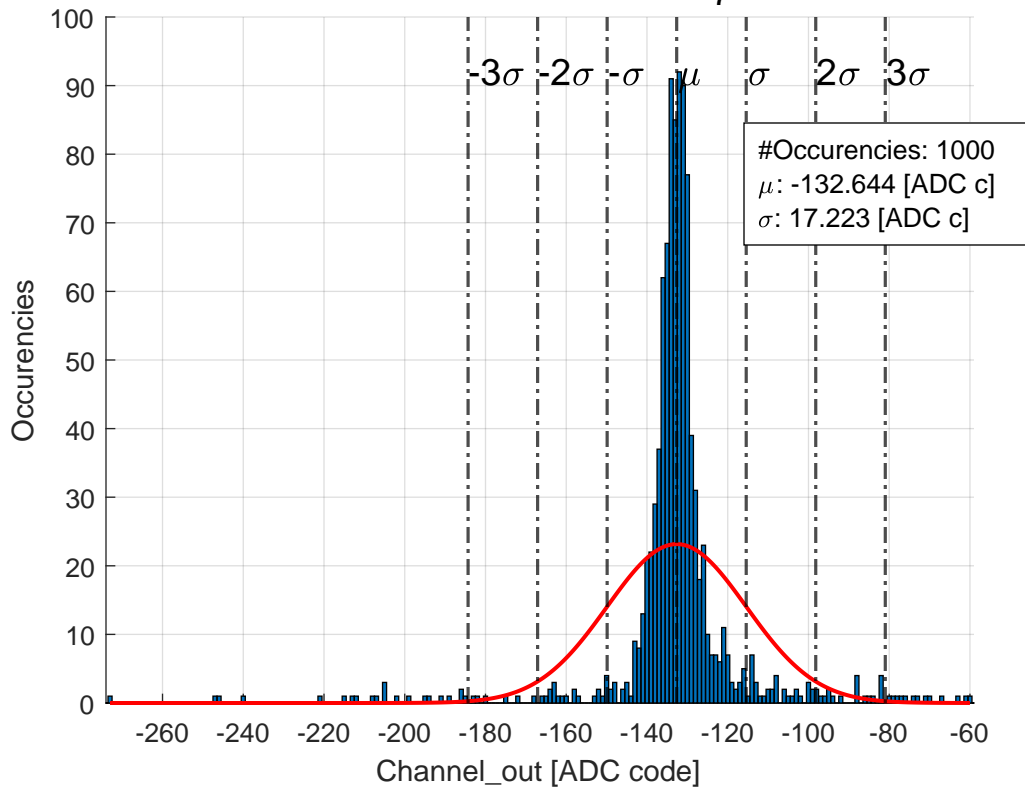 100
90
80
70
60
50
40
30
20
10
0
Occurencies
-3σ -2σ -σ μ σ 2σ 3σ
#Occurencies: 1000
μ: -132.644 [ADC c]
σ: 17.223 [ADC c]
-260 -240 -220 -200 -180 -160 -140 -120 -100 -80 -60
Channel_out [ADC code]